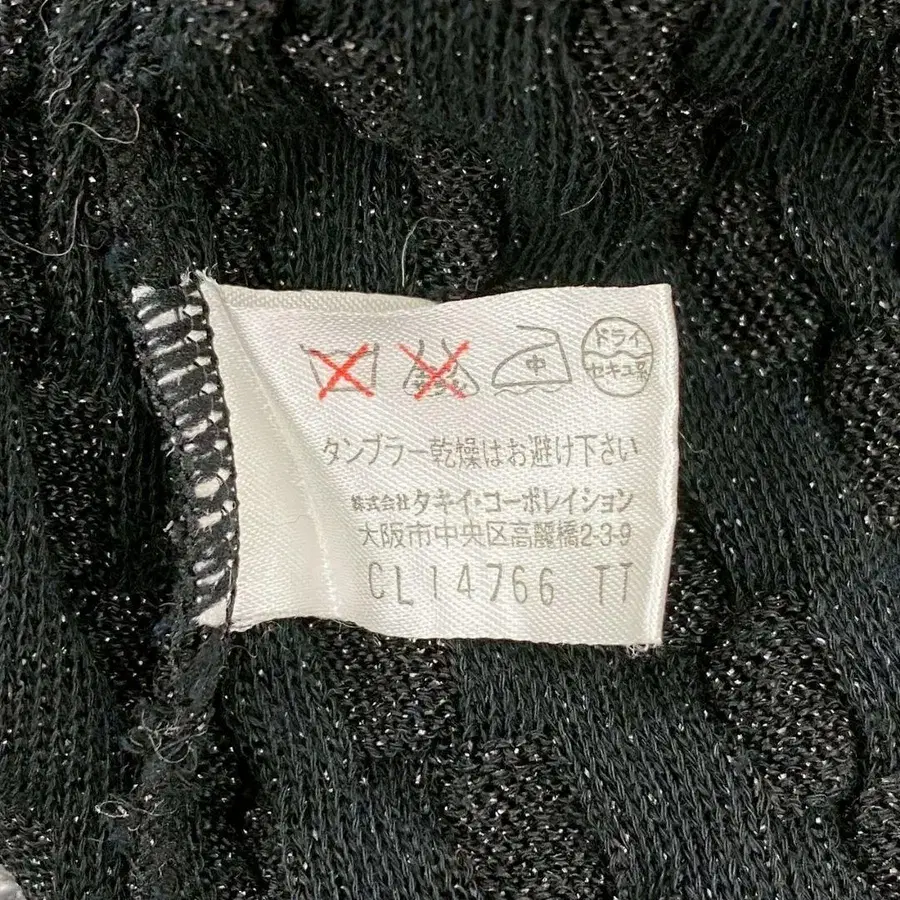 中 ドライ
セキユ系
タンブラー乾燥はお避け下さい
株式会社タキイ・コーポレイション
大阪市中央区高麗橋2-3-9
CL14766 TT